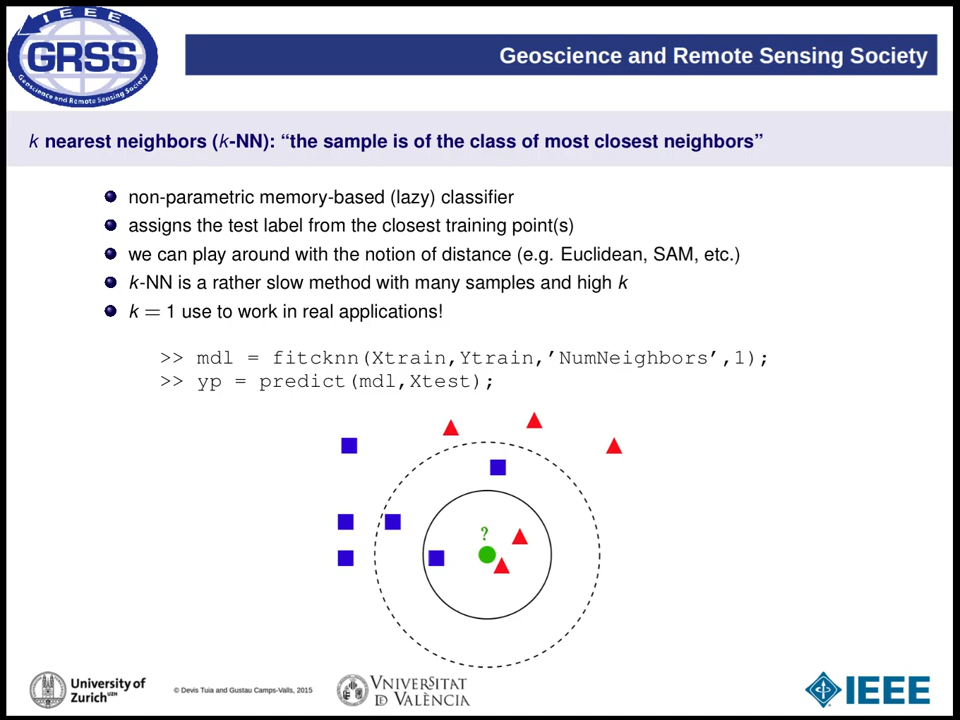 IEEE
GRSS
Geoscience and Remote Sensing Society
Geoscience and Remote Sensing Society
k nearest neighbors (k-NN): “the sample is of the class of most closest neighbors”
non-parametric memory-based (lazy) classifier
assigns the test label from the closest training point(s)
we can play around with the notion of distance (e.g. Euclidean, SAM, etc.)
k-NN is a rather slow method with many samples and high k
k = 1 use to work in real applications!
>> mdl = fitcknn(Xtrain,Ytrain,’NumNeighbors’,1);
>> yp = predict(mdl,Xtest);
?
University of
Zurich UZH
© Devis Tuia and Gustau Camps-Valls, 2015
VNIVERSITAT
ID VALÈNCIA
IEEE